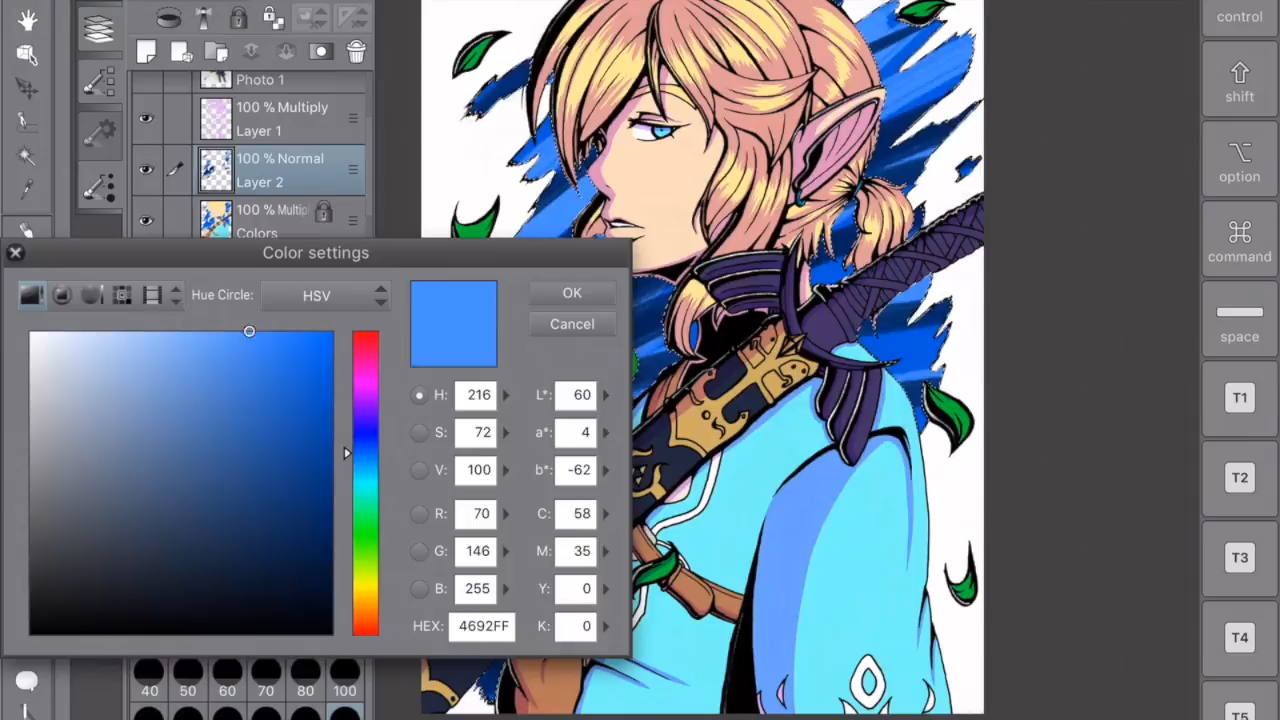 control
Photo 1
shift
100 % Multiply
Layer 1
100 % Normal
Layer 2
option
100 % Multip
Colors
command
Color settings
Hue Circle: HSV
OK
Cancel
space
H: 216 L*: 60
S: 72 a*: 4
V: 100 b*: -62
R: 70 C: 58
G: 146 M: 35
B: 255 Y: 0
HEX: 4692FF K: 0
T1
T2
T3
T4
T5
40 50 60 70 80 100